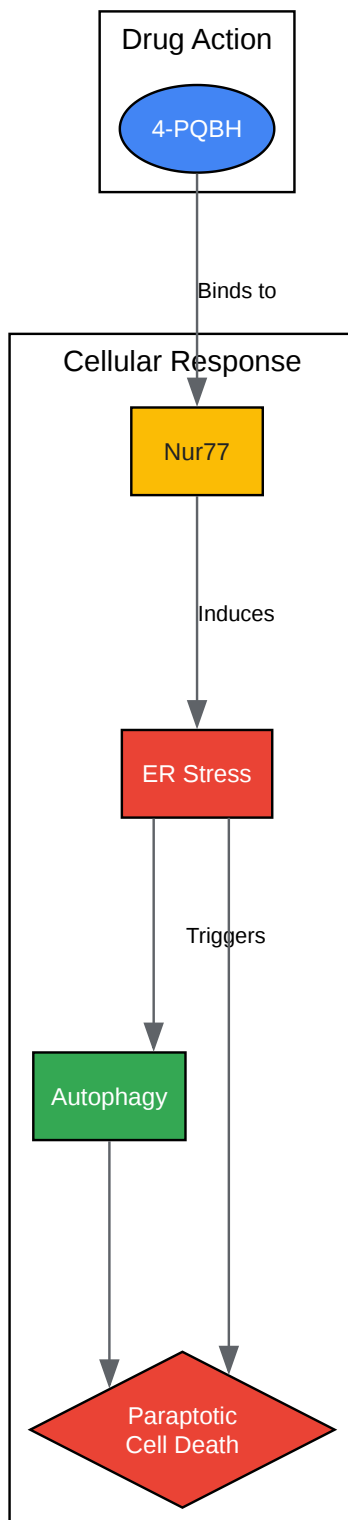 Drug Action
4-PQBH
Binds to
Cellular Response
Nur77
Induces
ER Stress
Triggers
Autophagy
Paraptotic
Cell Death